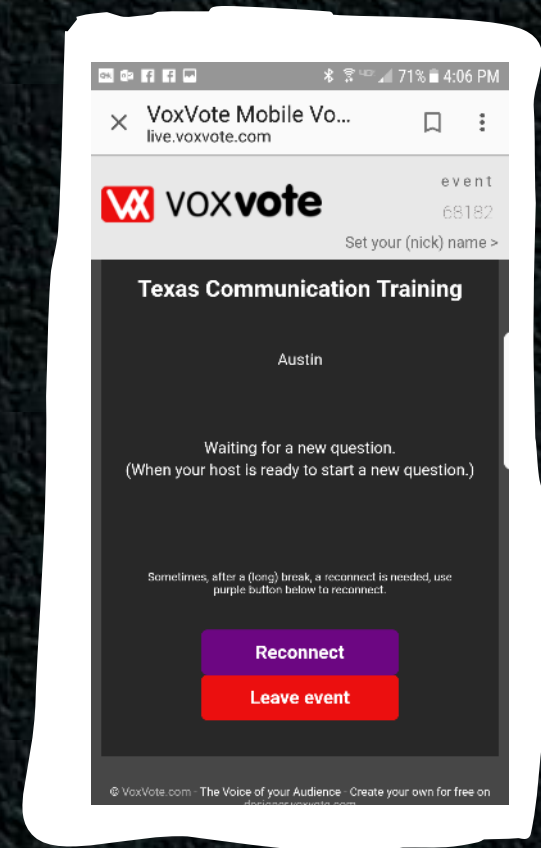 71% 4:06 PM
VoxVote Mobile Vo...
live.voxvote.com
voxvote
event
68182
Set your (nick) name >
Texas Communication Training
Austin
Waiting for a new question.
(When your host is ready to start a new question.)
Sometimes, after a (long) break, a reconnect is needed, use
purple button below to reconnect.
Reconnect
Leave event
© VoxVote.com - The Voice of your Audience - Create your own for free on
designer.voxvote.com